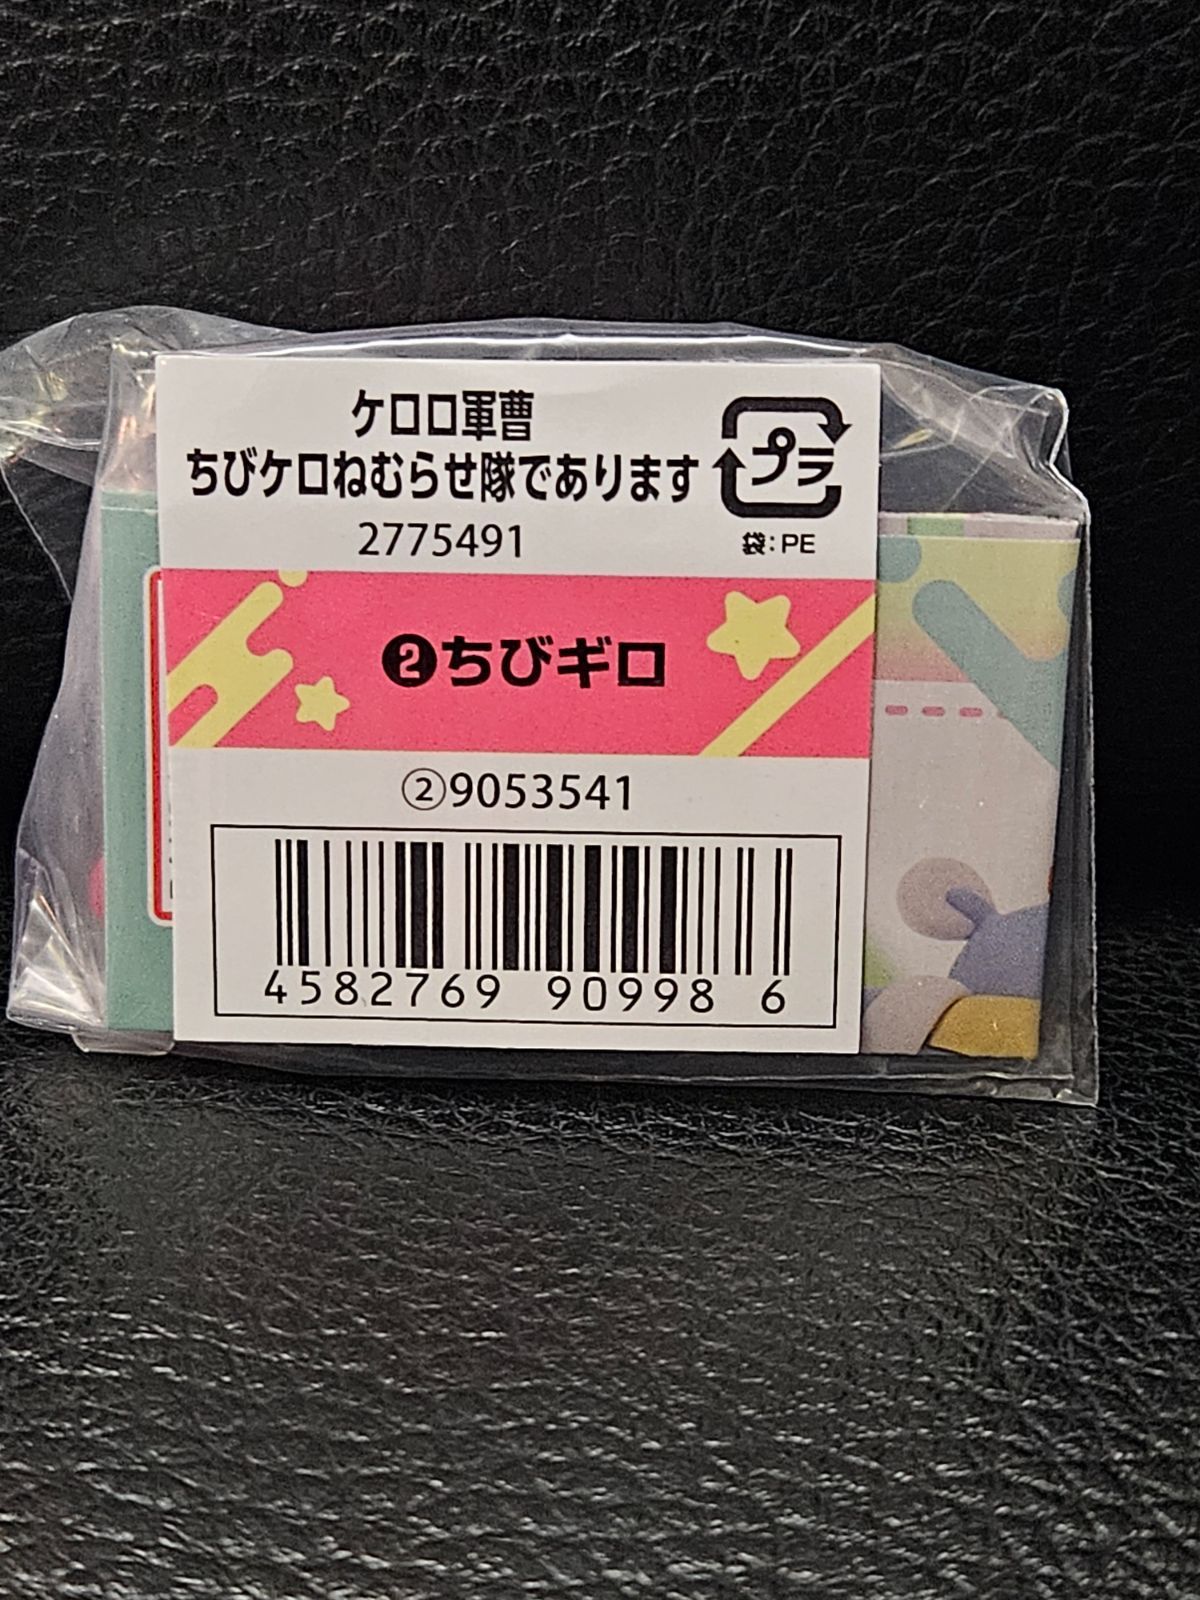 ケロロ軍曹
ちびケロねむらせ隊であります
2775491
プラ
袋：PE
❷ちびギロ
②9053541
4582769 90998 6